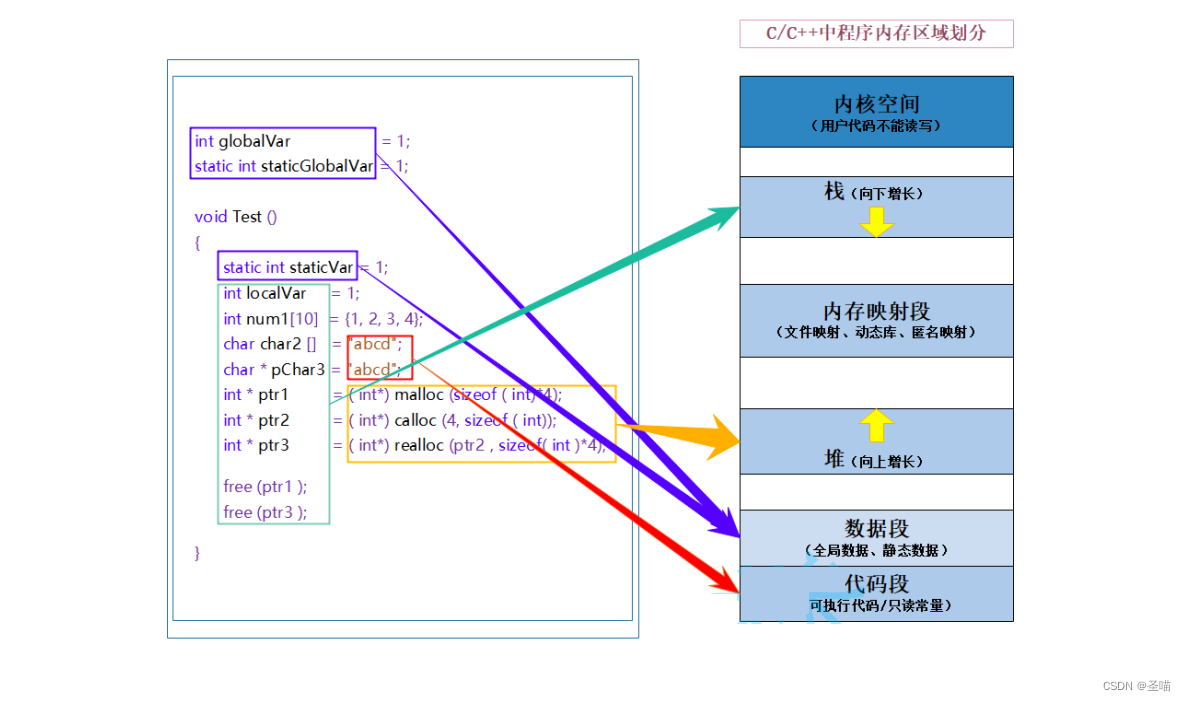 C/C++中程序内存区域划分
int globalVar = 1;
static int staticGlobalVar = 1;
void Test ()
{
static int staticVar = 1;
int localVar = 1;
int num1[10] = {1, 2, 3, 4};
char char2 [] = "abcd";
char * pChar3 = "abcd";
int * ptr1 = ( int*) malloc (sizeof ( int)*4);
int * ptr2 = ( int*) calloc (4, sizeof ( int));
int * ptr3 = ( int*) realloc (ptr2 , sizeof( int )*4);
free (ptr1 );
free (ptr3 );
}
内核空间
（用户代码不能读写）
栈（向下增长）
内存映射段
（文件映射、动态库、匿名映射）
堆（向上增长）
数据段
（全局数据、静态数据）
代码段
可执行代码/只读常量）
CSDN @圣喵